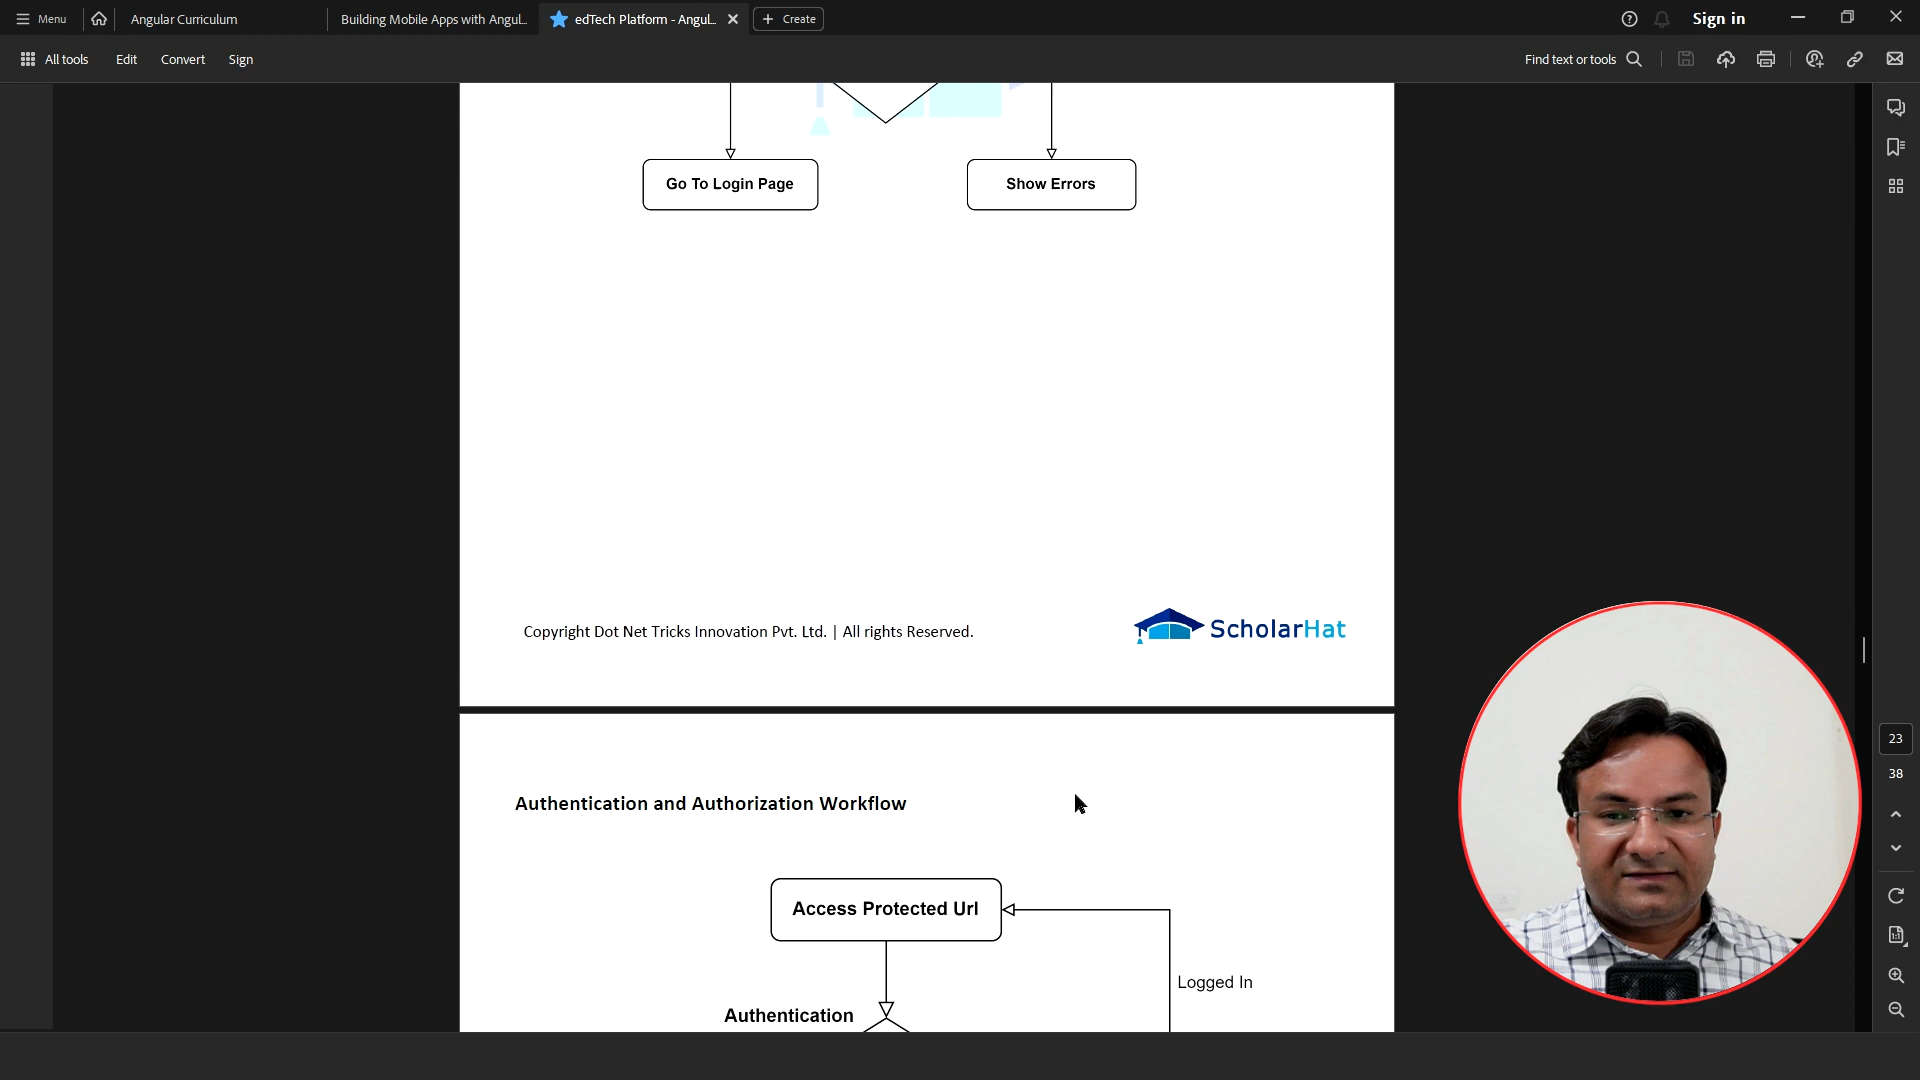 Menu
Angular Curriculum
Building Mobile Apps with Angul...
edTech Platform - Angul...
Create
Sign in
All tools
Edit
Convert
Sign
Find text or tools
Go To Login Page
Show Errors
Copyright Dot Net Tricks Innovation Pvt. Ltd. | All rights Reserved.
ScholarHat
23
38
Authentication and Authorization Workflow
Access Protected Url
Logged In
Authentication